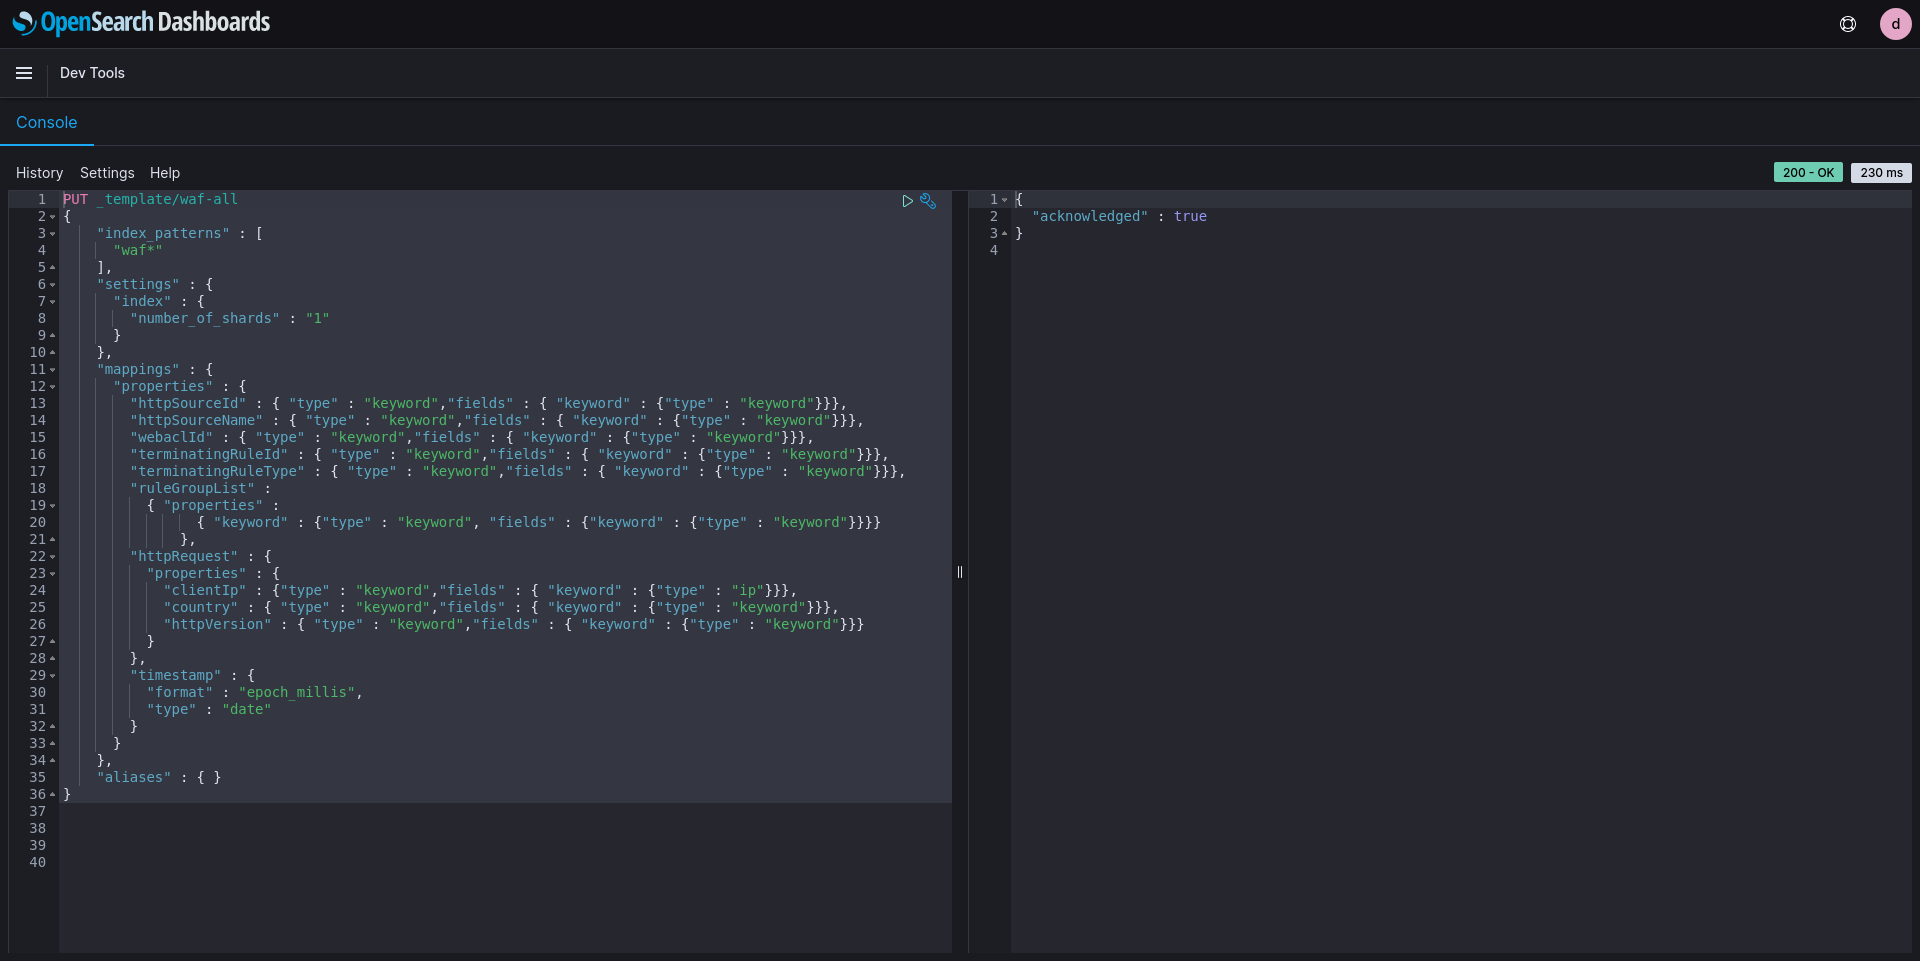 OpenSearch Dashboards
d
Dev Tools
Console
History Settings Help
200 - OK 230 ms
1 PUT _template/waf-all
2 {
3 "index_patterns" : [
4 "waf*"
5 ],
6 "settings" : {
7 "index" : {
8 "number_of_shards" : "1"
9 }
10 },
11 "mappings" : {
12 "properties" : {
13 "httpSourceId" : { "type" : "keyword","fields" : { "keyword" : {"type" : "keyword"}}},
14 "httpSourceName" : { "type" : "keyword","fields" : { "keyword" : {"type" : "keyword"}}},
15 "webaclId" : { "type" : "keyword","fields" : { "keyword" : {"type" : "keyword"}}},
16 "terminatingRuleId" : { "type" : "keyword","fields" : { "keyword" : {"type" : "keyword"}}},
17 "terminatingRuleType" : { "type" : "keyword","fields" : { "keyword" : {"type" : "keyword"}}},
18 "ruleGroupList" :
19 { "properties" :
20 { "keyword" : {"type" : "keyword", "fields" : {"keyword" : {"type" : "keyword"}}}}
21 },
22 "httpRequest" : {
23 "properties" : {
24 "clientIp" : {"type" : "keyword","fields" : { "keyword" : {"type" : "ip"}}},
25 "country" : { "type" : "keyword","fields" : { "keyword" : {"type" : "keyword"}}},
26 "httpVersion" : { "type" : "keyword","fields" : { "keyword" : {"type" : "keyword"}}}
27 }
28 },
29 "timestamp" : {
30 "format" : "epoch_millis",
31 "type" : "date"
32 }
33 }
34 },
35 "aliases" : { }
36 }
37
38
39
40
1 {
2 "acknowledged" : true
3 }
4